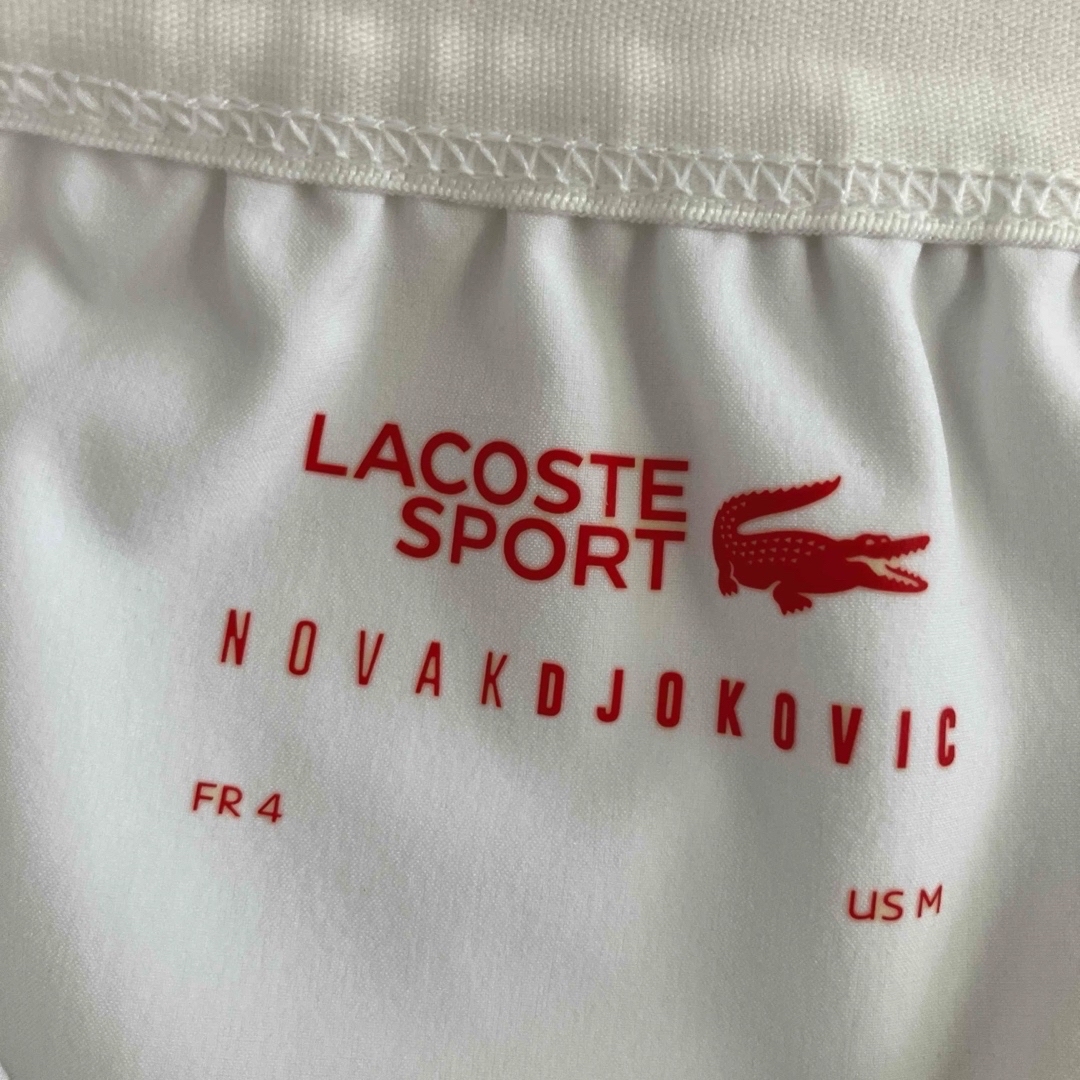 LACOSTE
SPORT
NOVAKDJOKOVIC
FR 4
US M